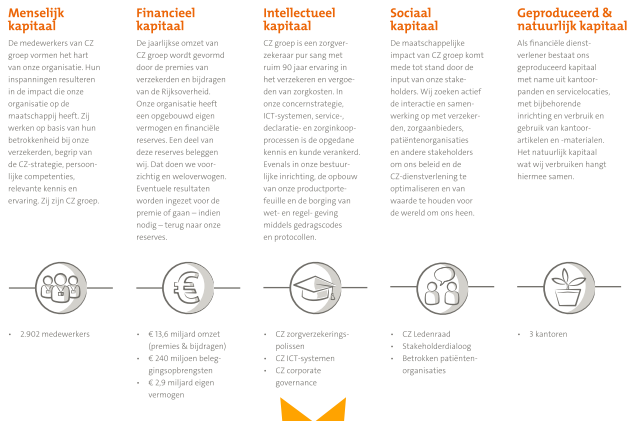 Menselijk
kapitaal
De medewerkers van CZ
groep vormen het hart
van onze organisatie. Hun
inspanningen resulteren
in de impact die onze
organisatie op de
maatschappij heeft. Zij
werken op basis van hun
betrokkenheid bij onze
verzekerden, begrip van
de CZ-strategie, persoon-
lijke competenties,
relevante kennis en
ervaring. Zij zijn CZ groep.
• 2.902 medewerkers
Financieel
kapitaal
De jaarlijkse omzet van
CZ groep wordt gevormd
door de premies van
verzekerden en bijdragen
van de Rijksoverheid.
Onze organisatie heeft
een opgebouwd eigen
vermogen en financiële
reserves. Een deel van
deze reserves beleggen
wij. Dat doen we voor-
zichtig en weloverwogen.
Eventuele resultaten
worden ingezet voor de
premie of gaan – indien
nodig – terug naar onze
reserves.
• € 13,6 miljard omzet
(premies & bijdragen)
• € 240 miljoen beleg-
gingsopbrengsten
• € 2,9 miljard eigen
vermogen
Intellectueel
kapitaal
CZ groep is een zorgver-
zekeraar pur sang met
ruim 90 jaar ervaring in
het verzekeren en vergoe-
den van zorgkosten. In
onze concernstrategie,
ICT-systemen, service-,
declaratie- en zorginkoop-
processen is de opgedane
kennis en kunde verankerd.
Evenals in onze bestuur-
lijke inrichting, de opbouw
van onze productporte-
feuille en de borging van
wet- en regel- geving
middels gedragscodes
en protocollen.
• CZ zorgverzekerings-
polissen
• CZ ICT-systemen
• CZ corporate
governance
Sociaal
kapitaal
De maatschappelijke
impact van CZ groep komt
mede tot stand door de
input van onze stake-
holders. Wij zoeken actief
de interactie en samen-
werking op met verzeker-
den, zorgaanbieders,
patiëntenorganisaties
en andere stakeholders
om ons beleid en de
CZ-dienstverlening te
optimaliseren en van
waarde te houden voor
de wereld om ons heen.
• CZ Ledenraad
• Stakeholderdialoog
• Betrokken patiënten-
organisaties
Geproduceerd &
natuurlijk kapitaal
Als financiële dienst-
verlener bestaat ons
geproduceerd kapitaal
met name uit kantoor-
panden en servicelocaties,
met bijbehorende
inrichting en verbruik en
gebruik van kantoor-
artikelen en -materialen.
Het natuurlijk kapitaal
wat wij verbruiken hangt
hiermee samen.
• 3 kantoren